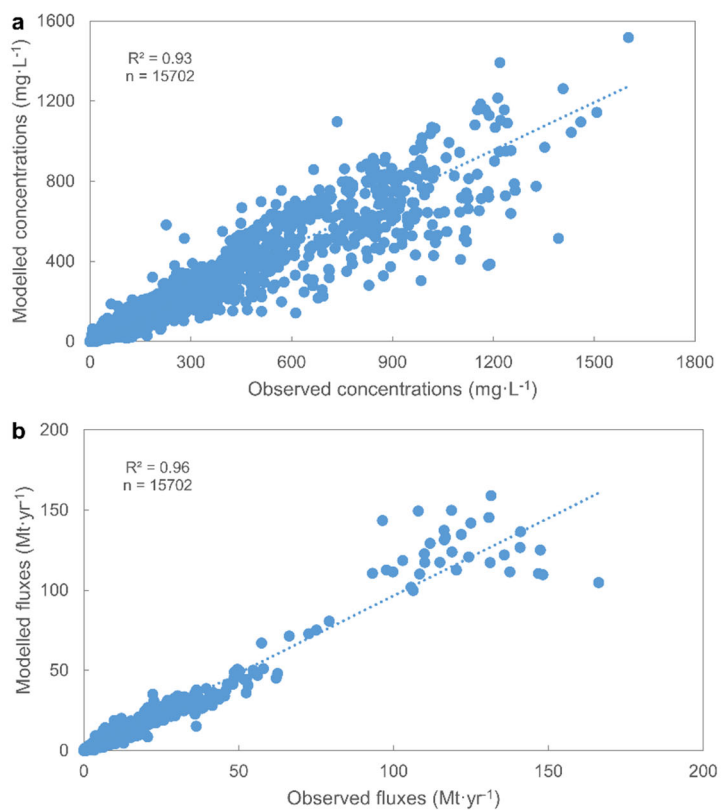 a
1600
R² = 0.93
n = 15702
1200
800
400
0
Modelled concentrations (mg·L⁻¹)
0 300 600 900 1200 1500 1800
Observed concentrations (mg·L⁻¹)
b
200
R² = 0.96
n = 15702
150
100
50
0
Modelled fluxes (Mt·yr⁻¹)
0 50 100 150 200
Observed fluxes (Mt·yr⁻¹)